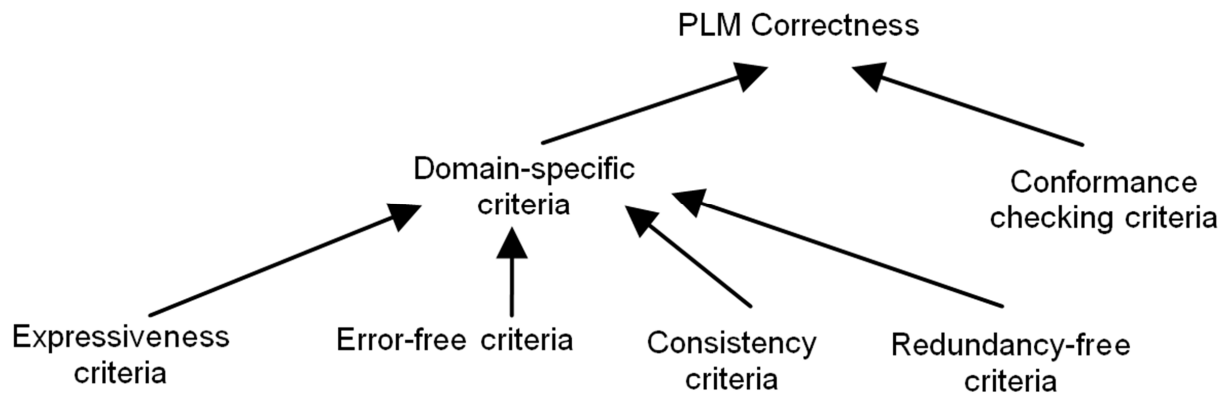 PLM Correctness
Domain-specific
criteria
Conformance
checking criteria
Expressiveness
criteria
Error-free criteria
Consistency
criteria
Redundancy-free
criteria